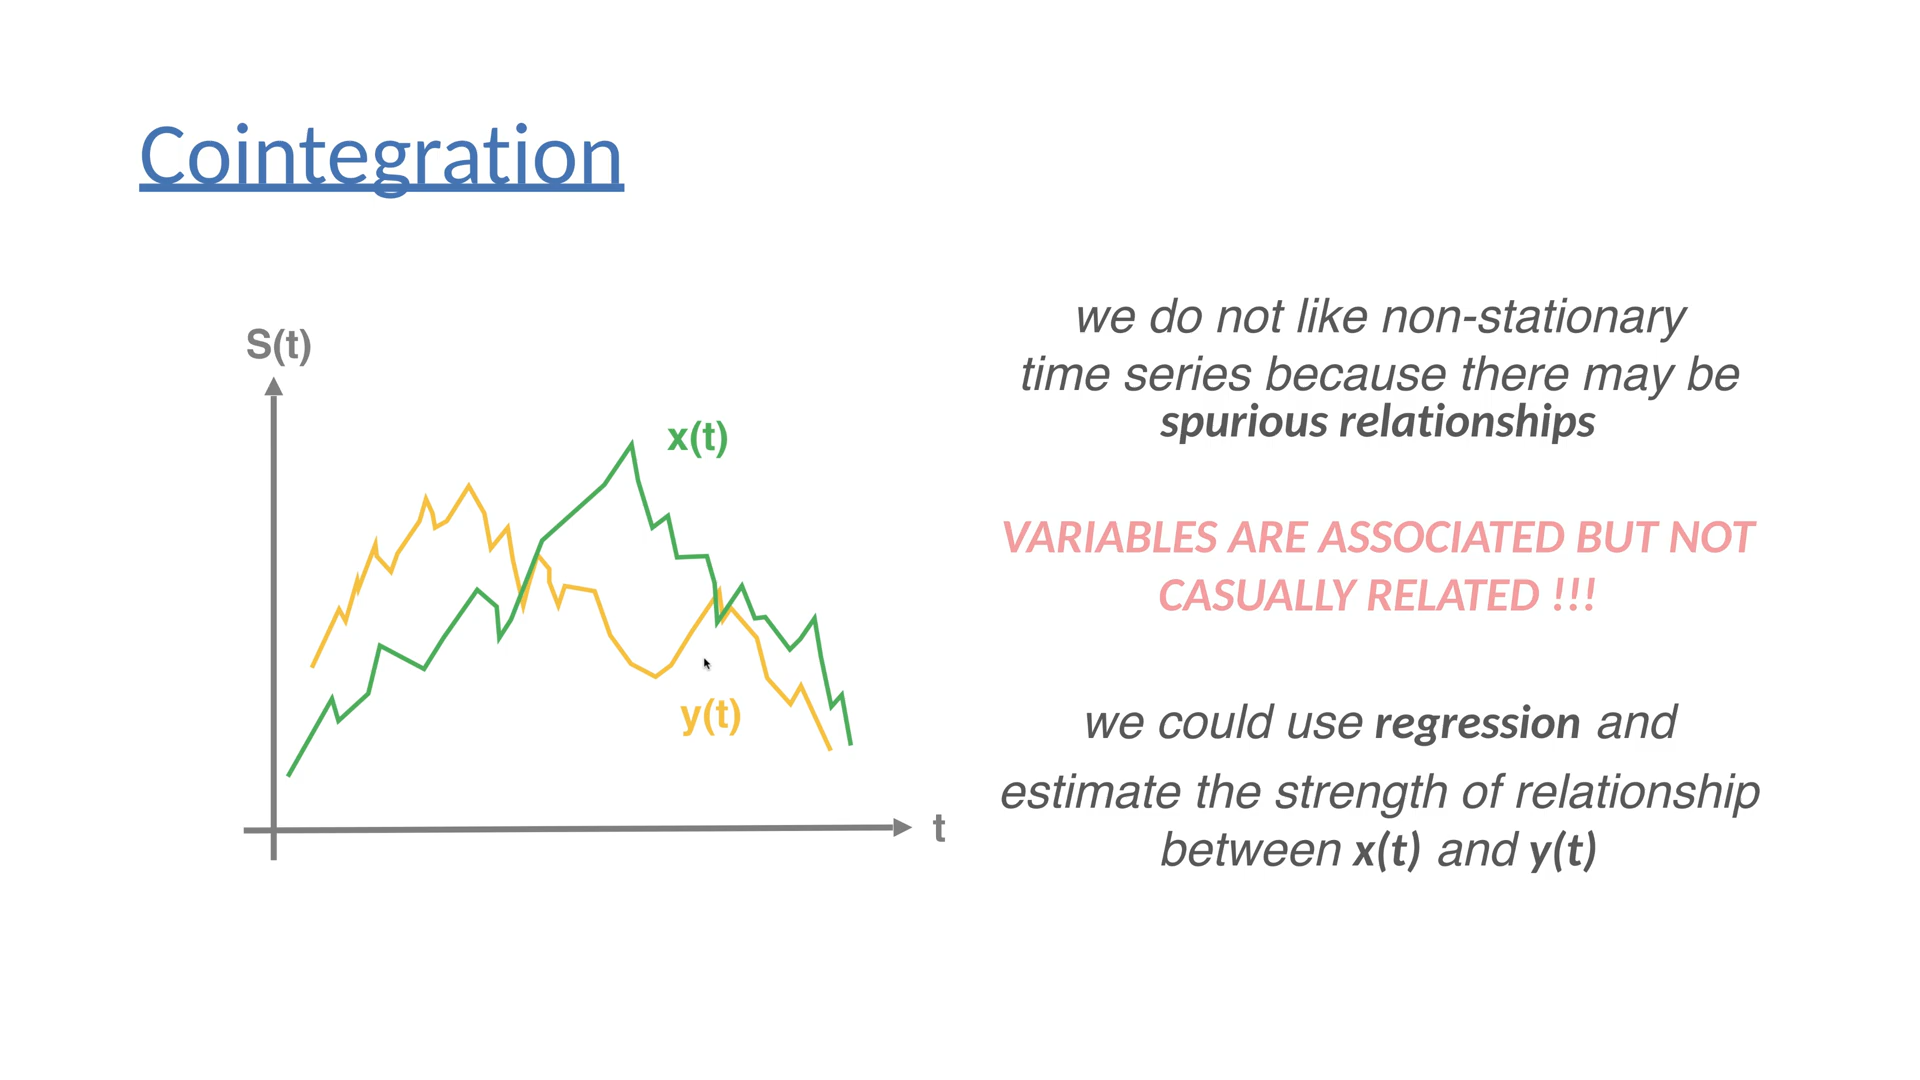 Cointegration
S(t)
x(t)
y(t)
t
we do not like non-stationary
time series because there may be
spurious relationships
VARIABLES ARE ASSOCIATED BUT NOT
CASUALLY RELATED !!!
we could use regression and
estimate the strength of relationship
between x(t) and y(t)